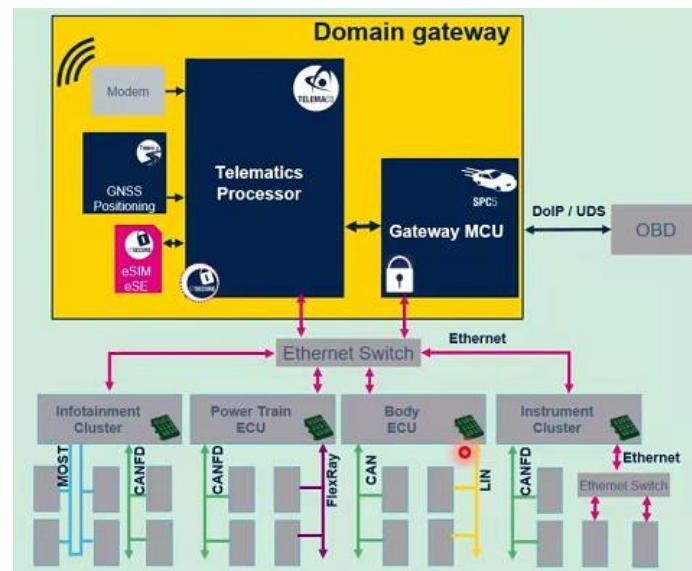 Domain gateway
Modem
TELEMACO
Telematics
Processor
GNSS
Positioning
eSIM
eSE
SPC5
Gateway MCU
DoIP / UDS
OBD
Ethernet Switch
Ethernet
Infotainment
Cluster
Power Train
ECU
Body
ECU
Instrument
Cluster
MOST
CANFD
CANFD
FlexRay
CAN
LIN
CANFD
Ethernet
Ethernet Switch